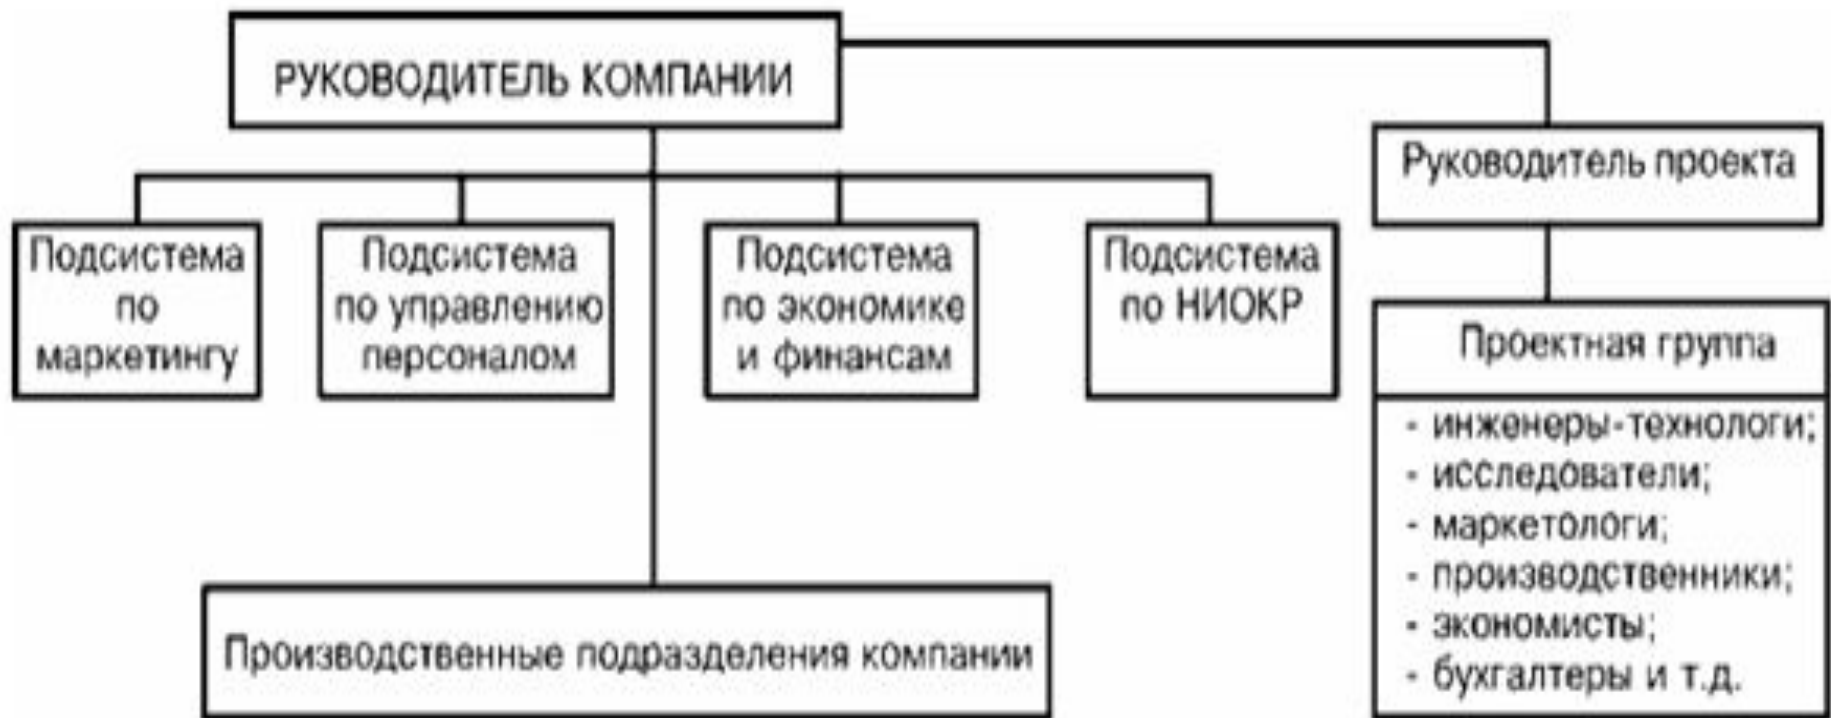 РУКОВОДИТЕЛЬ КОМПАНИИ
Руководитель проекта
Подсистема
по
маркетингу
Подсистема
по управлению
персоналом
Подсистема
по экономике
и финансам
Подсистема
по НИОКР
Проектная группа
- инженеры-технологи;
- исследователи;
- маркетологи;
- производственники;
- экономисты;
- бухгалтеры и т.д.
Производственные подразделения компании